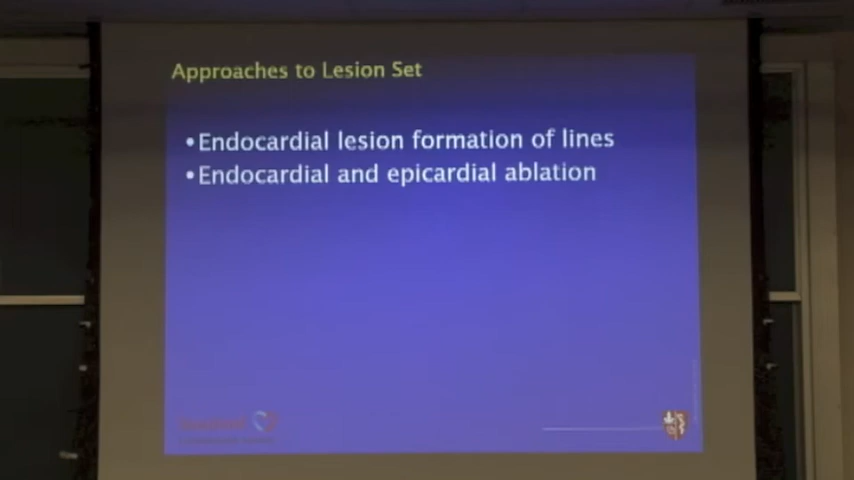 Approaches to Lesion Set
•Endocardial lesion formation of lines
•Endocardial and epicardial ablation